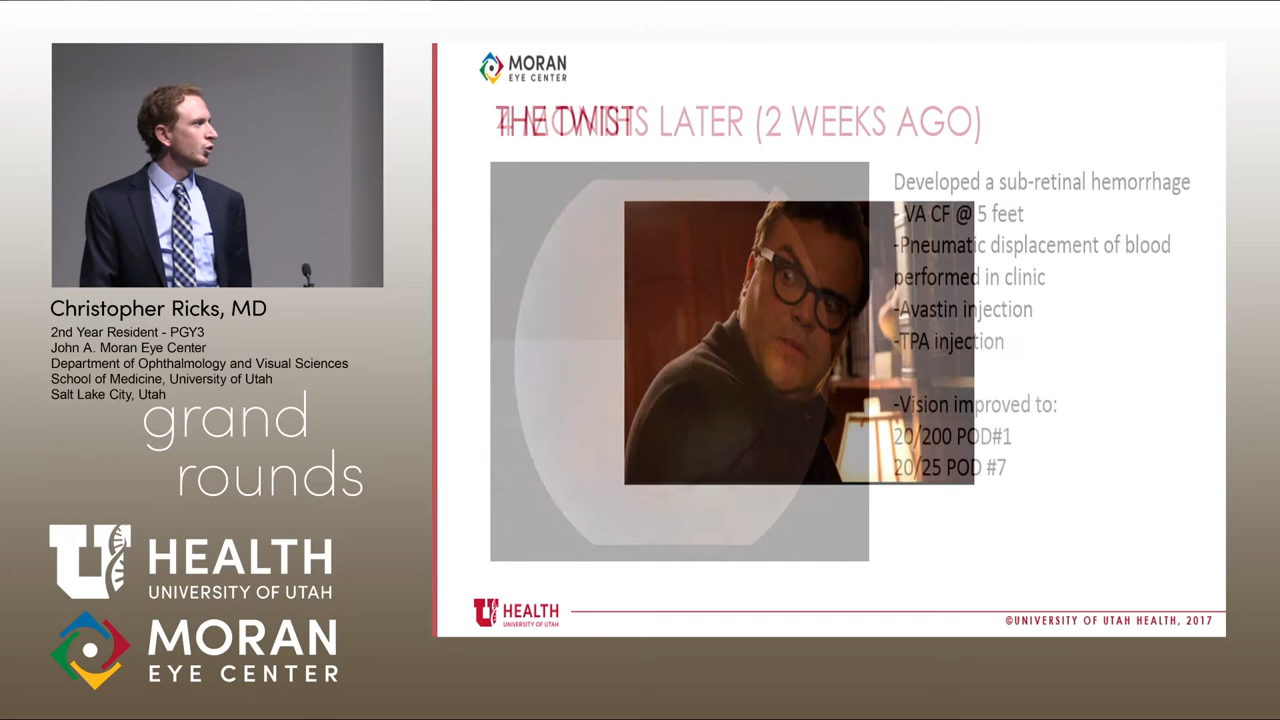 Christopher Ricks, MD
2nd Year Resident - PGY3
John A. Moran Eye Center
Department of Ophthalmology and Visual Sciences
School of Medicine, University of Utah
Salt Lake City, Utah
grand
rounds
U HEALTH
UNIVERSITY OF UTAH
MORAN
EYE CENTER
MORAN
EYE CENTER
THE TWIST
4 MONTHS LATER (2 WEEKS AGO)
Developed a sub-retinal hemorrhage
- VA CF @ 5 feet
-Pneumatic displacement of blood
performed in clinic
-Avastin injection
-TPA injection
-Vision improved to:
20/200 POD#1
20/25 POD #7
U HEALTH
UNIVERSITY OF UTAH
©UNIVERSITY OF UTAH HEALTH, 2017